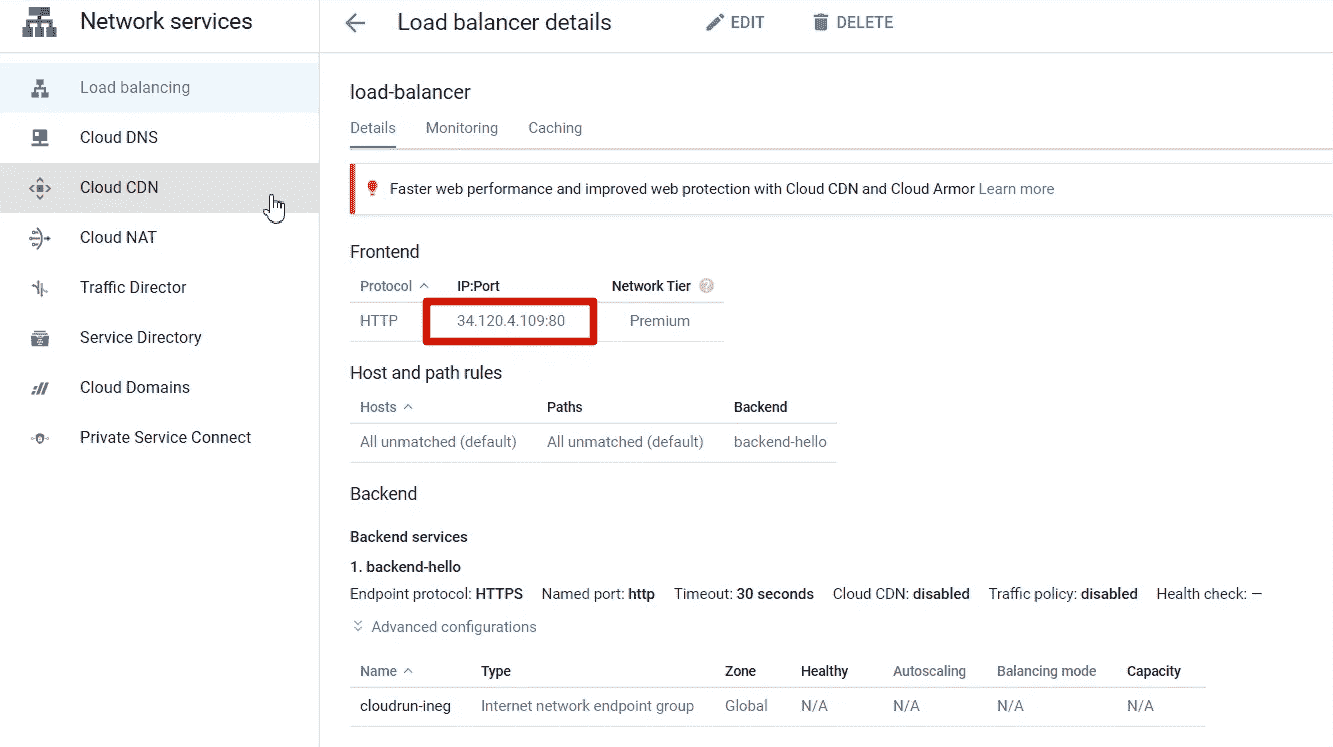 Network services
Load balancer details EDIT DELETE
Load balancing
Cloud DNS
Cloud CDN
Cloud NAT
Traffic Director
Service Directory
Cloud Domains
Private Service Connect
load-balancer
Details Monitoring Caching
Faster web performance and improved web protection with Cloud CDN and Cloud Armor Learn more
Frontend
Protocol IP:Port Network Tier
HTTP 34.120.4.109:80 Premium
Host and path rules
Hosts Paths Backend
All unmatched (default) All unmatched (default) backend-hello
Backend
Backend services
1. backend-hello
Endpoint protocol: HTTPS Named port: http Timeout: 30 seconds Cloud CDN: disabled Traffic policy: disabled Health check: —
Advanced configurations
Name Type Zone Healthy Autoscaling Balancing mode Capacity
cloudrun-ineg Internet network endpoint group Global N/A N/A N/A N/A